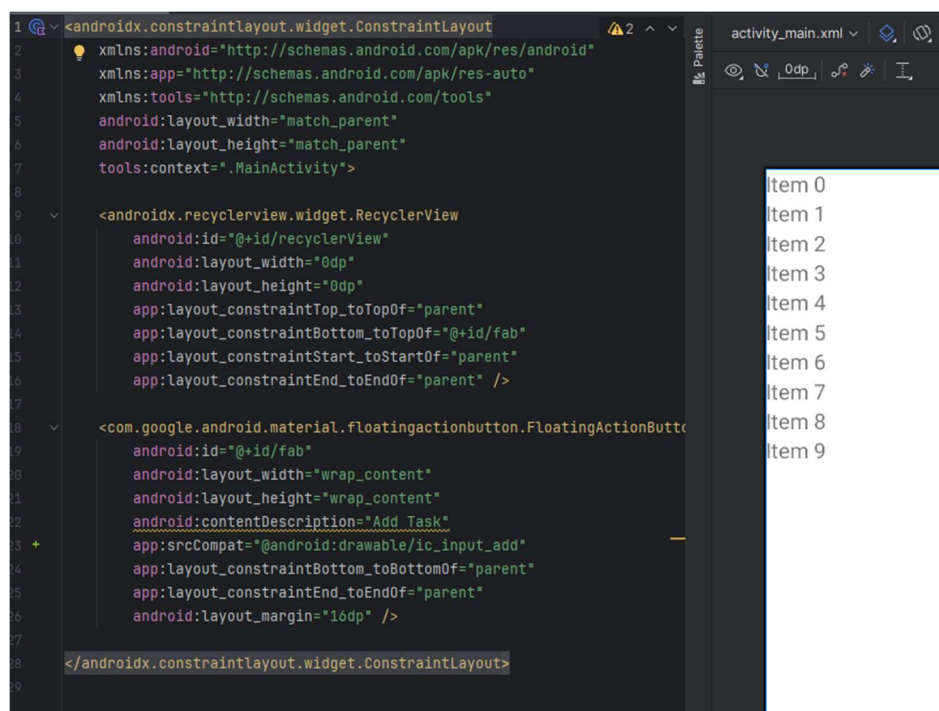 1 <androidx.constraintlayout.widget.ConstraintLayout
2 xmlns:android="http://schemas.android.com/apk/res/android"
3 xmlns:app="http://schemas.android.com/apk/res-auto"
4 xmlns:tools="http://schemas.android.com/tools"
5 android:layout_width="match_parent"
6 android:layout_height="match_parent"
7 tools:context=".MainActivity">
8
9 <androidx.recyclerview.widget.RecyclerView
10 android:id="@+id/recyclerView"
11 android:layout_width="0dp"
12 android:layout_height="0dp"
13 app:layout_constraintTop_toTopOf="parent"
14 app:layout_constraintBottom_toTopOf="@+id/fab"
15 app:layout_constraintStart_toStartOf="parent"
16 app:layout_constraintEnd_toEndOf="parent" />
17
18 <com.google.android.material.floatingactionbutton.FloatingActionButto
19 android:id="@+id/fab"
20 android:layout_width="wrap_content"
21 android:layout_height="wrap_content"
22 android:contentDescription="Add Task"
23 app:srcCompat="@android:drawable/ic_input_add"
24 app:layout_constraintBottom_toBottomOf="parent"
25 app:layout_constraintEnd_toEndOf="parent"
26 android:layout_margin="16dp" />
27
28 </androidx.constraintlayout.widget.ConstraintLayout>
29
2
Palette
activity_main.xml
0dp
Item 0
Item 1
Item 2
Item 3
Item 4
Item 5
Item 6
Item 7
Item 8
Item 9